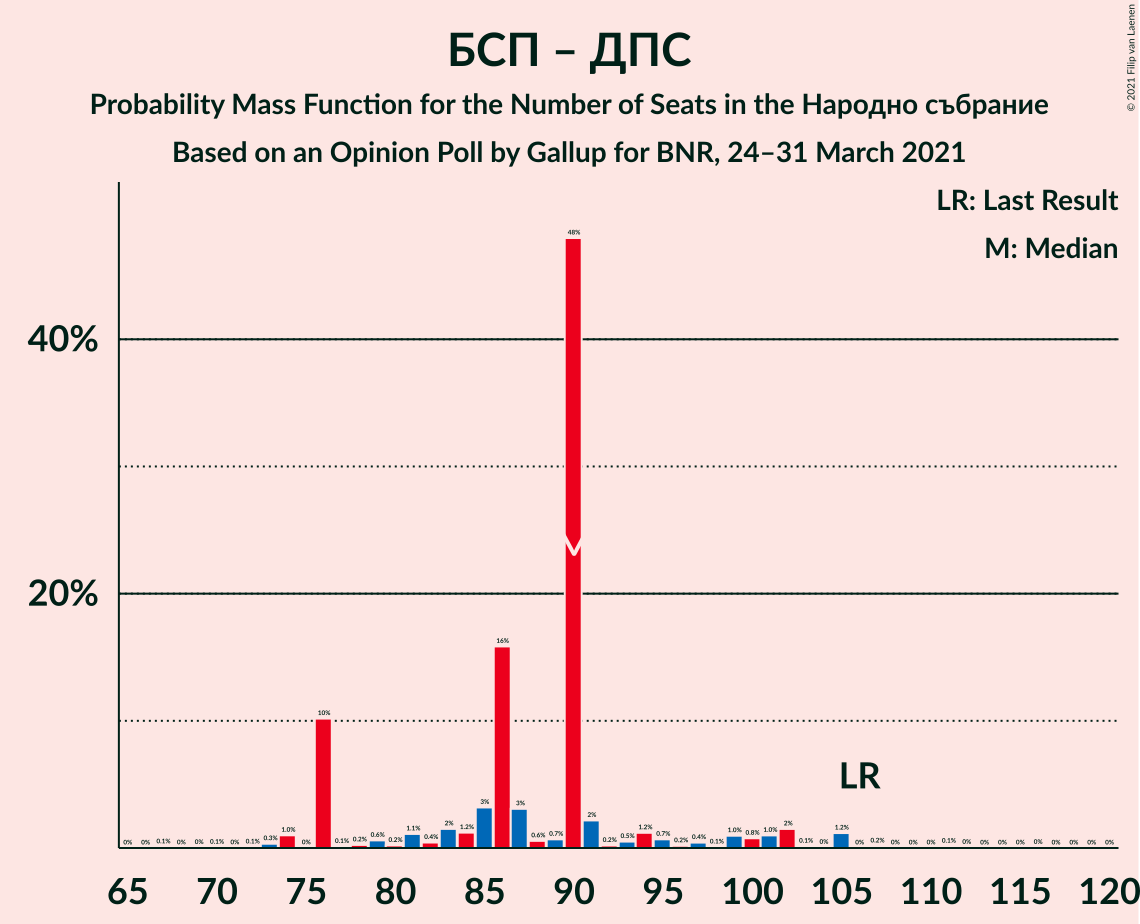 БСП – ДПС
Probability Mass Function for the Number of Seats in the Народно събрание
Based on an Opinion Poll by Gallup for BNR, 24–31 March 2021
© 2021 Filip van Laenen
LR: Last Result
M: Median
40%
20%
0% 0% 0.1% 0% 0% 0.1% 0% 0.1% 0.3% 1.0% 0% 10% 0.1% 0.2% 0.6% 0.2% 1.1% 0.4% 2% 1.2% 3% 16% 3% 0.6% 0.7% 48% 2% 0.2% 0.5% 1.2% 0.7% 0.2% 0.4% 0.1% 1.0% 0.8% 1.0% 2% 0.1% 0% 1.2% 0% 0.2% 0% 0% 0% 0.1% 0% 0% 0% 0% 0% 0% 0% 0% 0%
M
LR
65 70 75 80 85 90 95 100 105 110 115 120